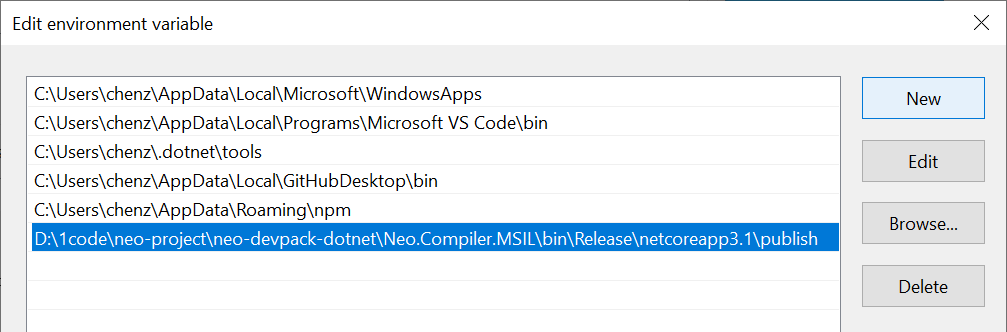 Edit environment variable
C:\Users\chenz\AppData\Local\Microsoft\WindowsApps
C:\Users\chenz\AppData\Local\Programs\Microsoft VS Code\bin
C:\Users\chenz\.dotnet\tools
C:\Users\chenz\AppData\Local\GitHubDesktop\bin
C:\Users\chenz\AppData\Roaming\npm
D:\1code\neo-project\neo-devpack-dotnet\Neo.Compiler.MSIL\bin\Release\netcoreapp3.1\publish
New
Edit
Browse...
Delete